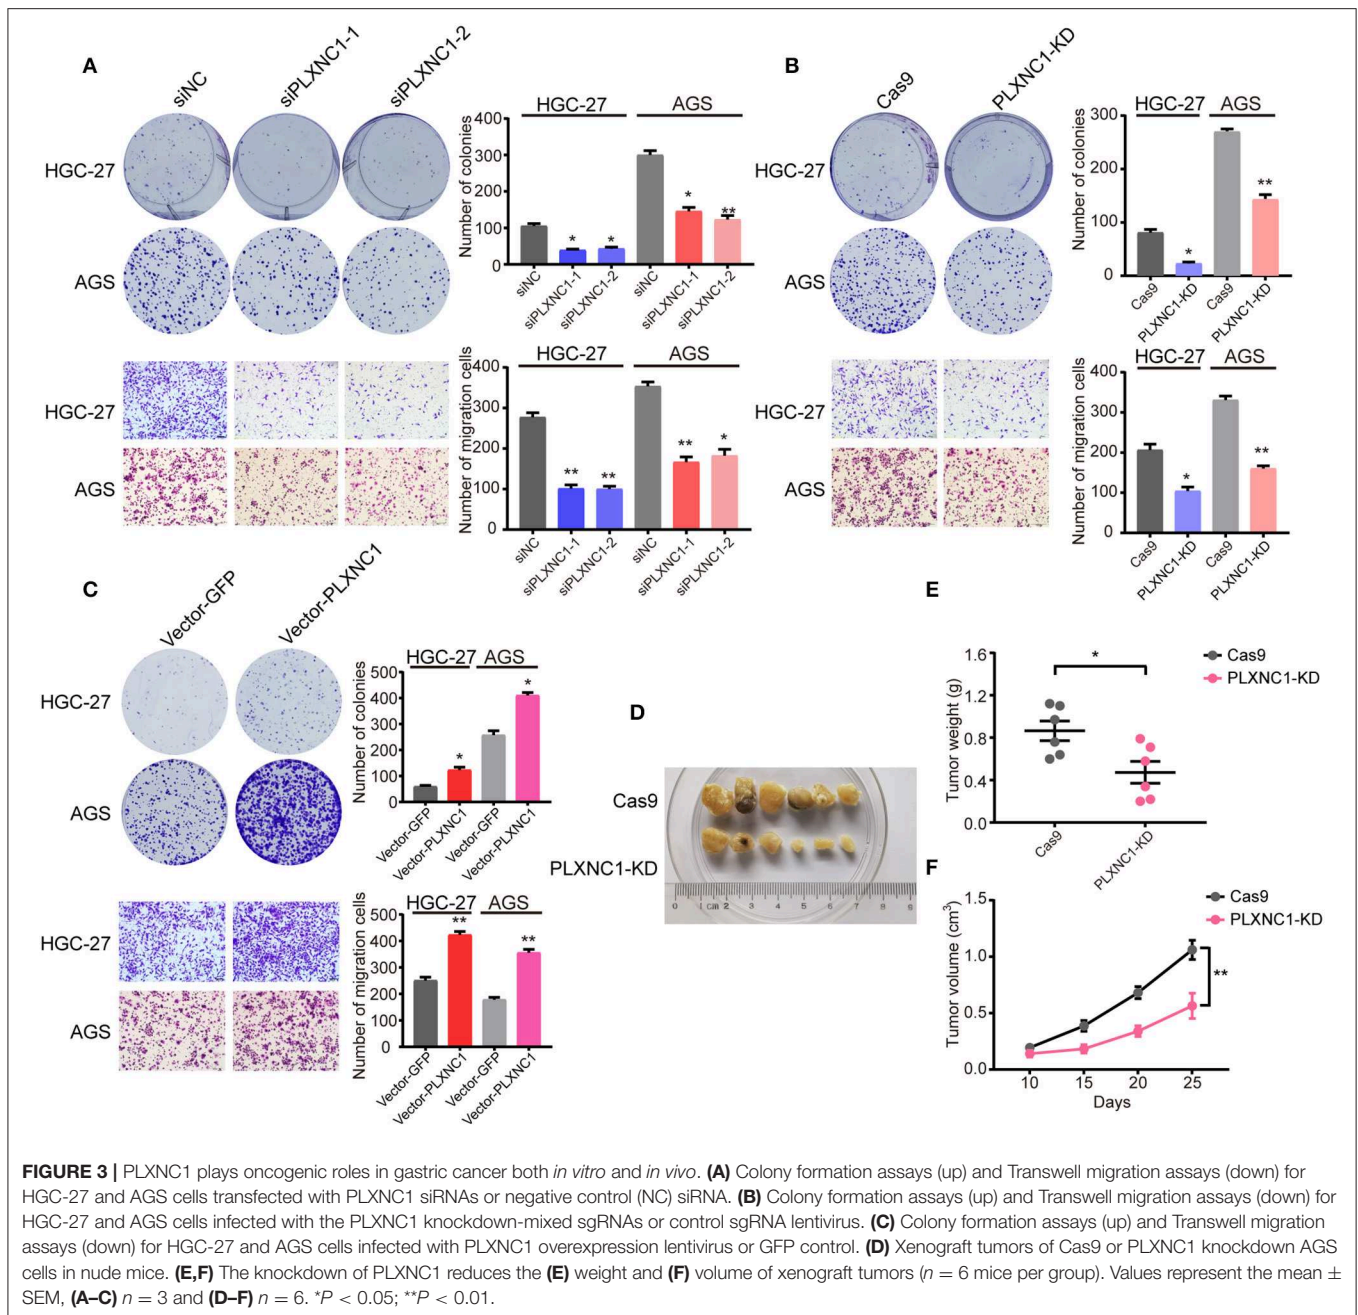 A
siNC
siPLXNC1-1
siPLXNC1-2
HGC-27
AGS
HGC-27
AGS
Number of colonies
400
300
200
100
0
HGC-27
AGS
*
*
*
**
siNC
siPLXNC1-1
siPLXNC1-2
siNC
siPLXNC1-1
siPLXNC1-2
Number of migration cells
400
300
200
100
0
HGC-27
AGS
**
**
**
*
siNC
siPLXNC1-1
siPLXNC1-2
siNC
siPLXNC1-1
siPLXNC1-2
B
Cas9
PLXNC1-KD
HGC-27
AGS
HGC-27
AGS
Number of colonies
300
200
100
0
HGC-27
AGS
*
**
Cas9
PLXNC1-KD
Cas9
PLXNC1-KD
Number of migration cells
400
300
200
100
0
HGC-27
AGS
*
**
Cas9
PLXNC1-KD
Cas9
PLXNC1-KD
C
Vector-GFP
Vector-PLXNC1
HGC-27
AGS
HGC-27
AGS
Number of colonies
500
400
300
200
100
0
HGC-27
AGS
*
*
Vector-GFP
Vector-PLXNC1
Vector-GFP
Vector-PLXNC1
Number of migration cells
500
400
300
200
100
0
HGC-27
AGS
**
**
Vector-GFP
Vector-PLXNC1
Vector-GFP
Vector-PLXNC1
D
Cas9
PLXNC1-KD
0 1 cm 2 3 4 5 6 7 8 9
E
Tumor weight (g)
1.6
1.2
0.8
0.4
0.0
*
Cas9
PLXNC1-KD
Cas9
PLXNC1-KD
F
Tumor volume (cm³)
1.5
1.0
0.5
0.0
Cas9
PLXNC1-KD
**
10 15 20 25
Days
FIGURE 3 | PLXNC1 plays oncogenic roles in gastric cancer both in vitro and in vivo. (A) Colony formation assays (up) and Transwell migration assays (down) for
HGC-27 and AGS cells transfected with PLXNC1 siRNAs or negative control (NC) siRNA. (B) Colony formation assays (up) and Transwell migration assays (down) for
HGC-27 and AGS cells infected with the PLXNC1 knockdown-mixed sgRNAs or control sgRNA lentivirus. (C) Colony formation assays (up) and Transwell migration
assays (down) for HGC-27 and AGS cells infected with PLXNC1 overexpression lentivirus or GFP control. (D) Xenograft tumors of Cas9 or PLXNC1 knockdown AGS
cells in nude mice. (E,F) The knockdown of PLXNC1 reduces the (E) weight and (F) volume of xenograft tumors (n = 6 mice per group). Values represent the mean ±
SEM, (A–C) n = 3 and (D–F) n = 6. *P < 0.05; **P < 0.01.